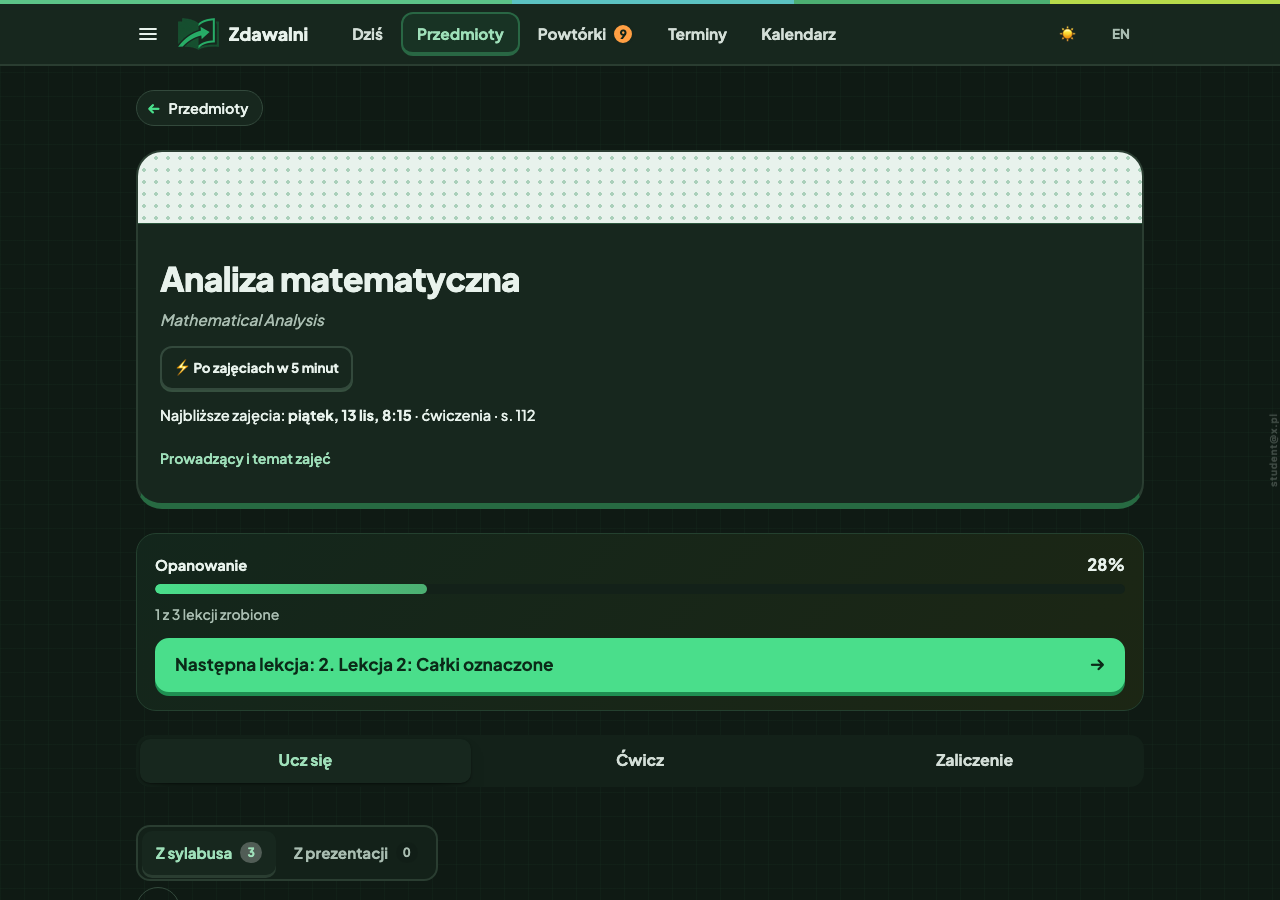 Zdawalni
Dziś
Przedmioty
Powtórki 9
Terminy
Kalendarz
EN
← Przedmioty
Analiza matematyczna
Mathematical Analysis
⚡ Po zajęciach w 5 minut
Najbliższe zajęcia: piątek, 13 lis, 8:15 · ćwiczenia · s. 112
Prowadzący i temat zajęć
student@x.pl
Opanowanie 28%
1 z 3 lekcji zrobione
Następna lekcja: 2. Lekcja 2: Całki oznaczone →
Ucz się
Ćwicz
Zaliczenie
Z sylabusa 3
Z prezentacji 0